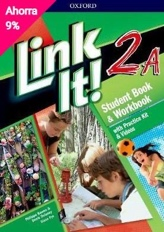 OXFORD
Ahorra
9%
Link
It!
2A
Student Book &
Workbook
with Practice Kit
& Videos